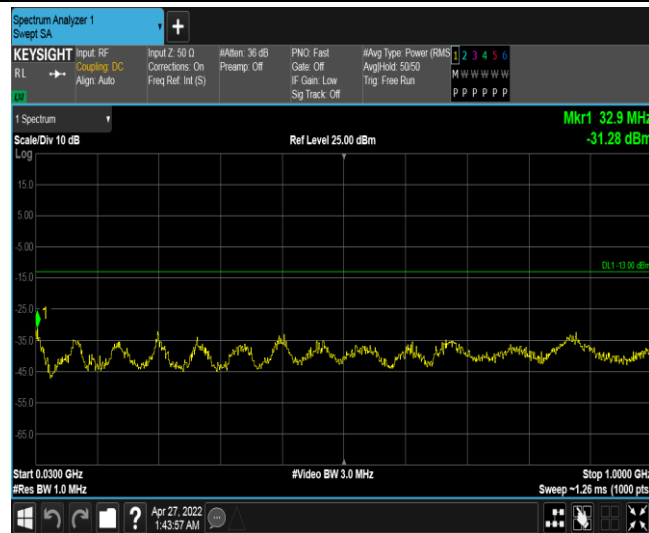 Spectrum Analyzer 1
Swept SA
+
KEYSIGHT Input: RF Input Z: 50 Ω #Atten: 36 dB PNO: Fast #Avg Type: Power (RMS 1 2 3 4 5 6
RL Coupling: DC Corrections: On Preamp: Off Gate: Off Avg|Hold: 50/50 M W W W W W
Align: Auto Freq Ref: Int (S) IF Gain: Low Trig: Free Run
Sig Track: Off P P P P P P
1 Spectrum
Mkr1 32.9 MHz
Scale/Div 10 dB Ref Level 25.00 dBm -31.28 dBm
Log
15.0
5.00
-5.00
DL1 -13.00 dBm
-15.0
-25.0
1
-35.0
-45.0
-55.0
-65.0
Start 0.0300 GHz #Video BW 3.0 MHz Stop 1.0000 GHz
#Res BW 1.0 MHz Sweep ~1.26 ms (1000 pts
? Apr 27, 2022
1:43:57 AM